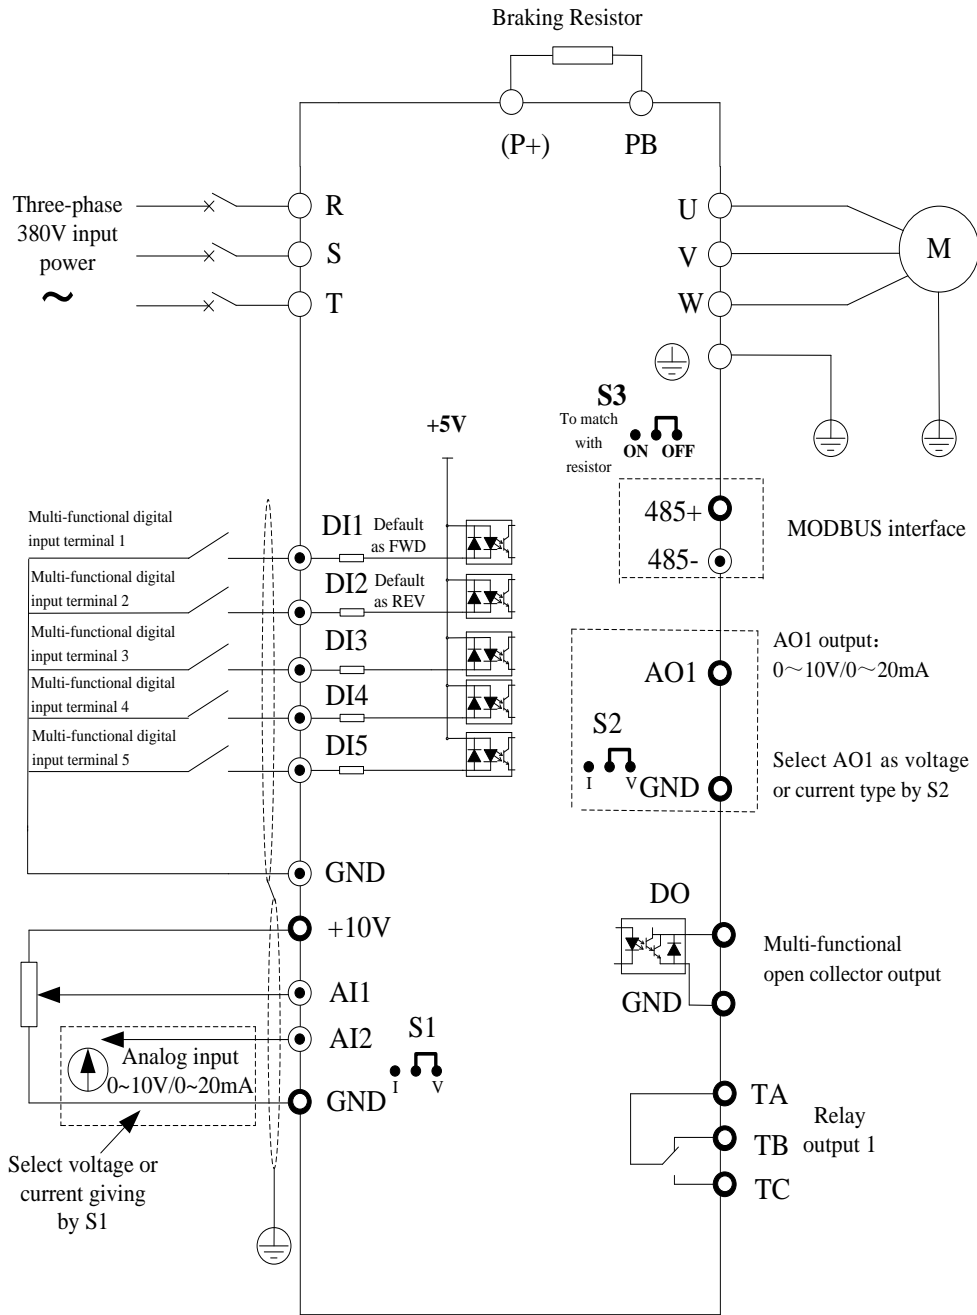 Braking Resistor
(P+)
PB
Three-phase
380V input
power
~
R
S
T
U
V
W
M
S3
To match
with
resistor
ON
OFF
+5V
485+
485-
MODBUS interface
Multi-functional digital
input terminal 1
DI1
Default
as FWD
Multi-functional digital
input terminal 2
DI2
Default
as REV
Multi-functional digital
input terminal 3
DI3
Multi-functional digital
input terminal 4
DI4
Multi-functional digital
input terminal 5
DI5
AO1
AO1 output：
0～10V/0～20mA
S2
I
V
GND
Select AO1 as voltage
or current type by S2
GND
+10V
AI1
AI2
Analog input
0~10V/0~20mA
GND
S1
I
V
Select voltage or
current giving
by S1
DO
GND
Multi-functional
open collector output
TA
TB
TC
Relay
output 1